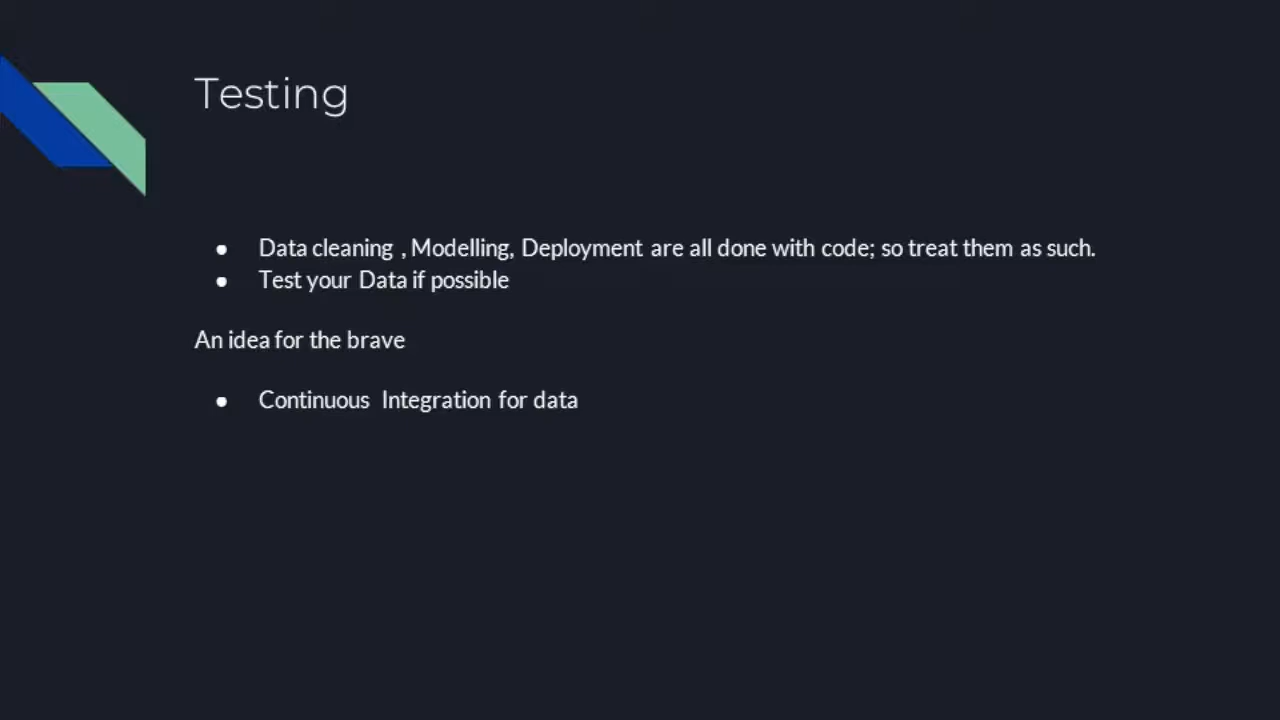 Testing
● Data cleaning , Modelling, Deployment are all done with code; so treat them as such.
● Test your Data if possible
An idea for the brave
● Continuous Integration for data